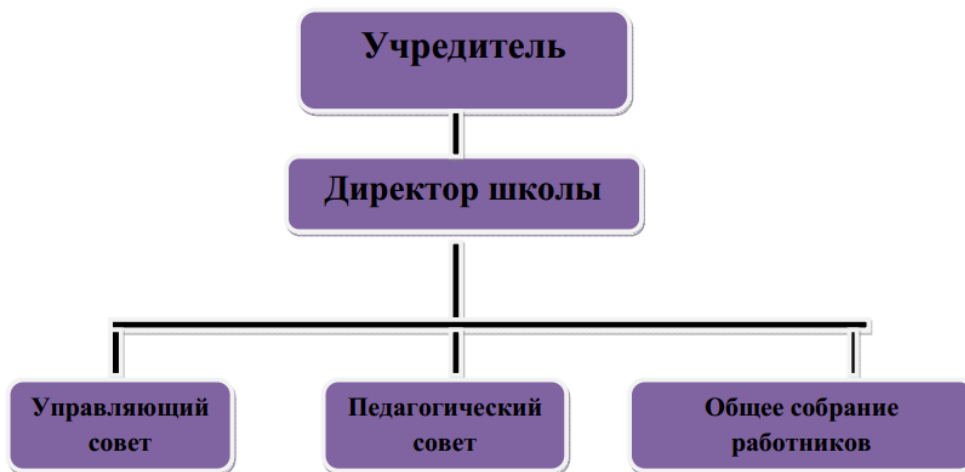 Учредитель
Директор школы
Управляющий
совет
Педагогический
совет
Общее собрание
работников